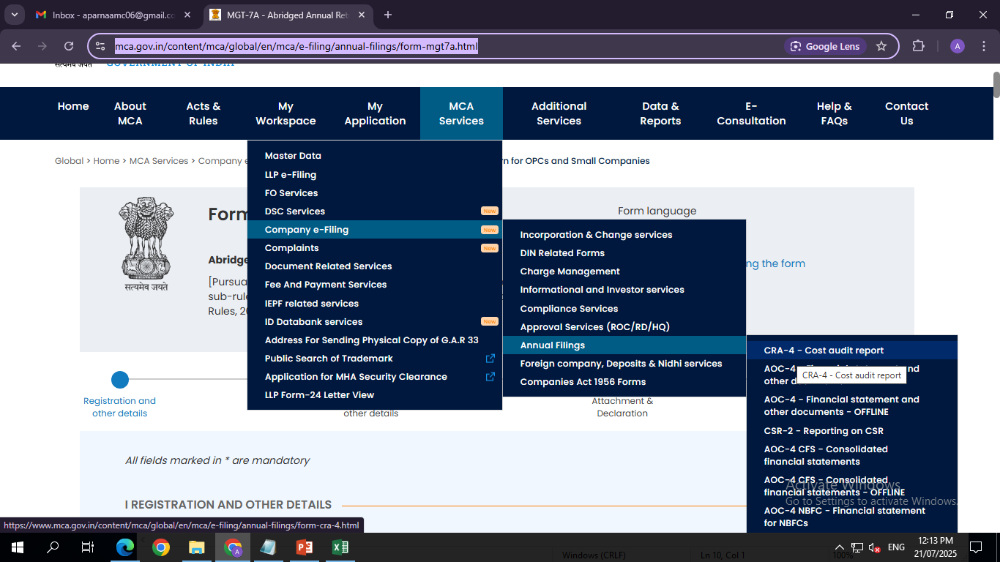 Inbox - aparnaamc06@gmail.co
MGT-7A - Abridged Annual Ret
mca.gov.in/content/mca/global/en/mca/e-filing/annual-filings/form-mgt7a.html
Google Lens
A
सत्यमेव जयते
GOVERNMENT OF INDIA
Home
About MCA
Acts & Rules
My Workspace
My Application
MCA Services
Additional Services
Data & Reports
E-Consultation
Help & FAQs
Contact Us
Global > Home > MCA Services > Company e
n for OPCs and Small Companies
Master Data
LLP e-Filing
FO Services
DSC Services New
Company e-Filing New
Complaints New
Document Related Services
Fee And Payment Services
IEPF related services
ID Databank services New
Address For Sending Physical Copy of G.A.R 33
Public Search of Trademark
Application for MHA Security Clearance
LLP Form-24 Letter View
Incorporation & Change services
DIN Related Forms
Charge Management
Informational and Investor services
Compliance Services
Approval Services (ROC/RD/HQ)
Annual Filings
Foreign company, Deposits & Nidhi services
Companies Act 1956 Forms
CRA-4 - Cost audit report
AOC-4
nd
other d
CRA-4 - Cost audit report
AOC-4 - Financial statement and
other documents - OFFLINE
CSR-2 - Reporting on CSR
AOC-4 CFS - Consolidated
financial statements
AOC-4 CFS - Consolidated
financial statements - OFFLINE
AOC-4 NBFC - Financial statement
for NBFCs
सत्यमेव जयते
Form
Form language
Abridge
[Pursua
sub-rule
Rules, 20
ng the form
Registration and
other details
other details
Attachment &
Declaration
All fields marked in * are mandatory
I REGISTRATION AND OTHER DETAILS
Activate Windows
Go to Settings to activate Windows.
https://www.mca.gov.in/content/mca/global/en/mca/e-filing/annual-filings/form-cra-4.html
Windows (CRLF)
Ln 10, Col 1
100%
A
ENG
12:13 PM
21/07/2025